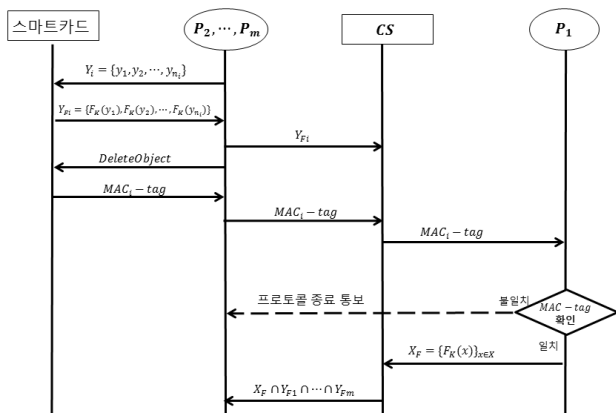 스마트카드
P₂, ⋯, Pₘ
CS
P₁
Yᵢ = {y₁, y₂, ⋯, yₙᵢ}
Y_Fi = {F_K(y₁), F_K(y₂), ⋯, F_K(yₙᵢ)}
Y_Fi
DeleteObject
MACᵢ − tag
MACᵢ − tag
MACᵢ − tag
프로토콜 종료 통보
불일치
MAC − tag
확인
일치
X_F = {F_K(x)}ₓ∈X
X_F ∩ Y_F1 ∩ ⋯ ∩ Y_Fm